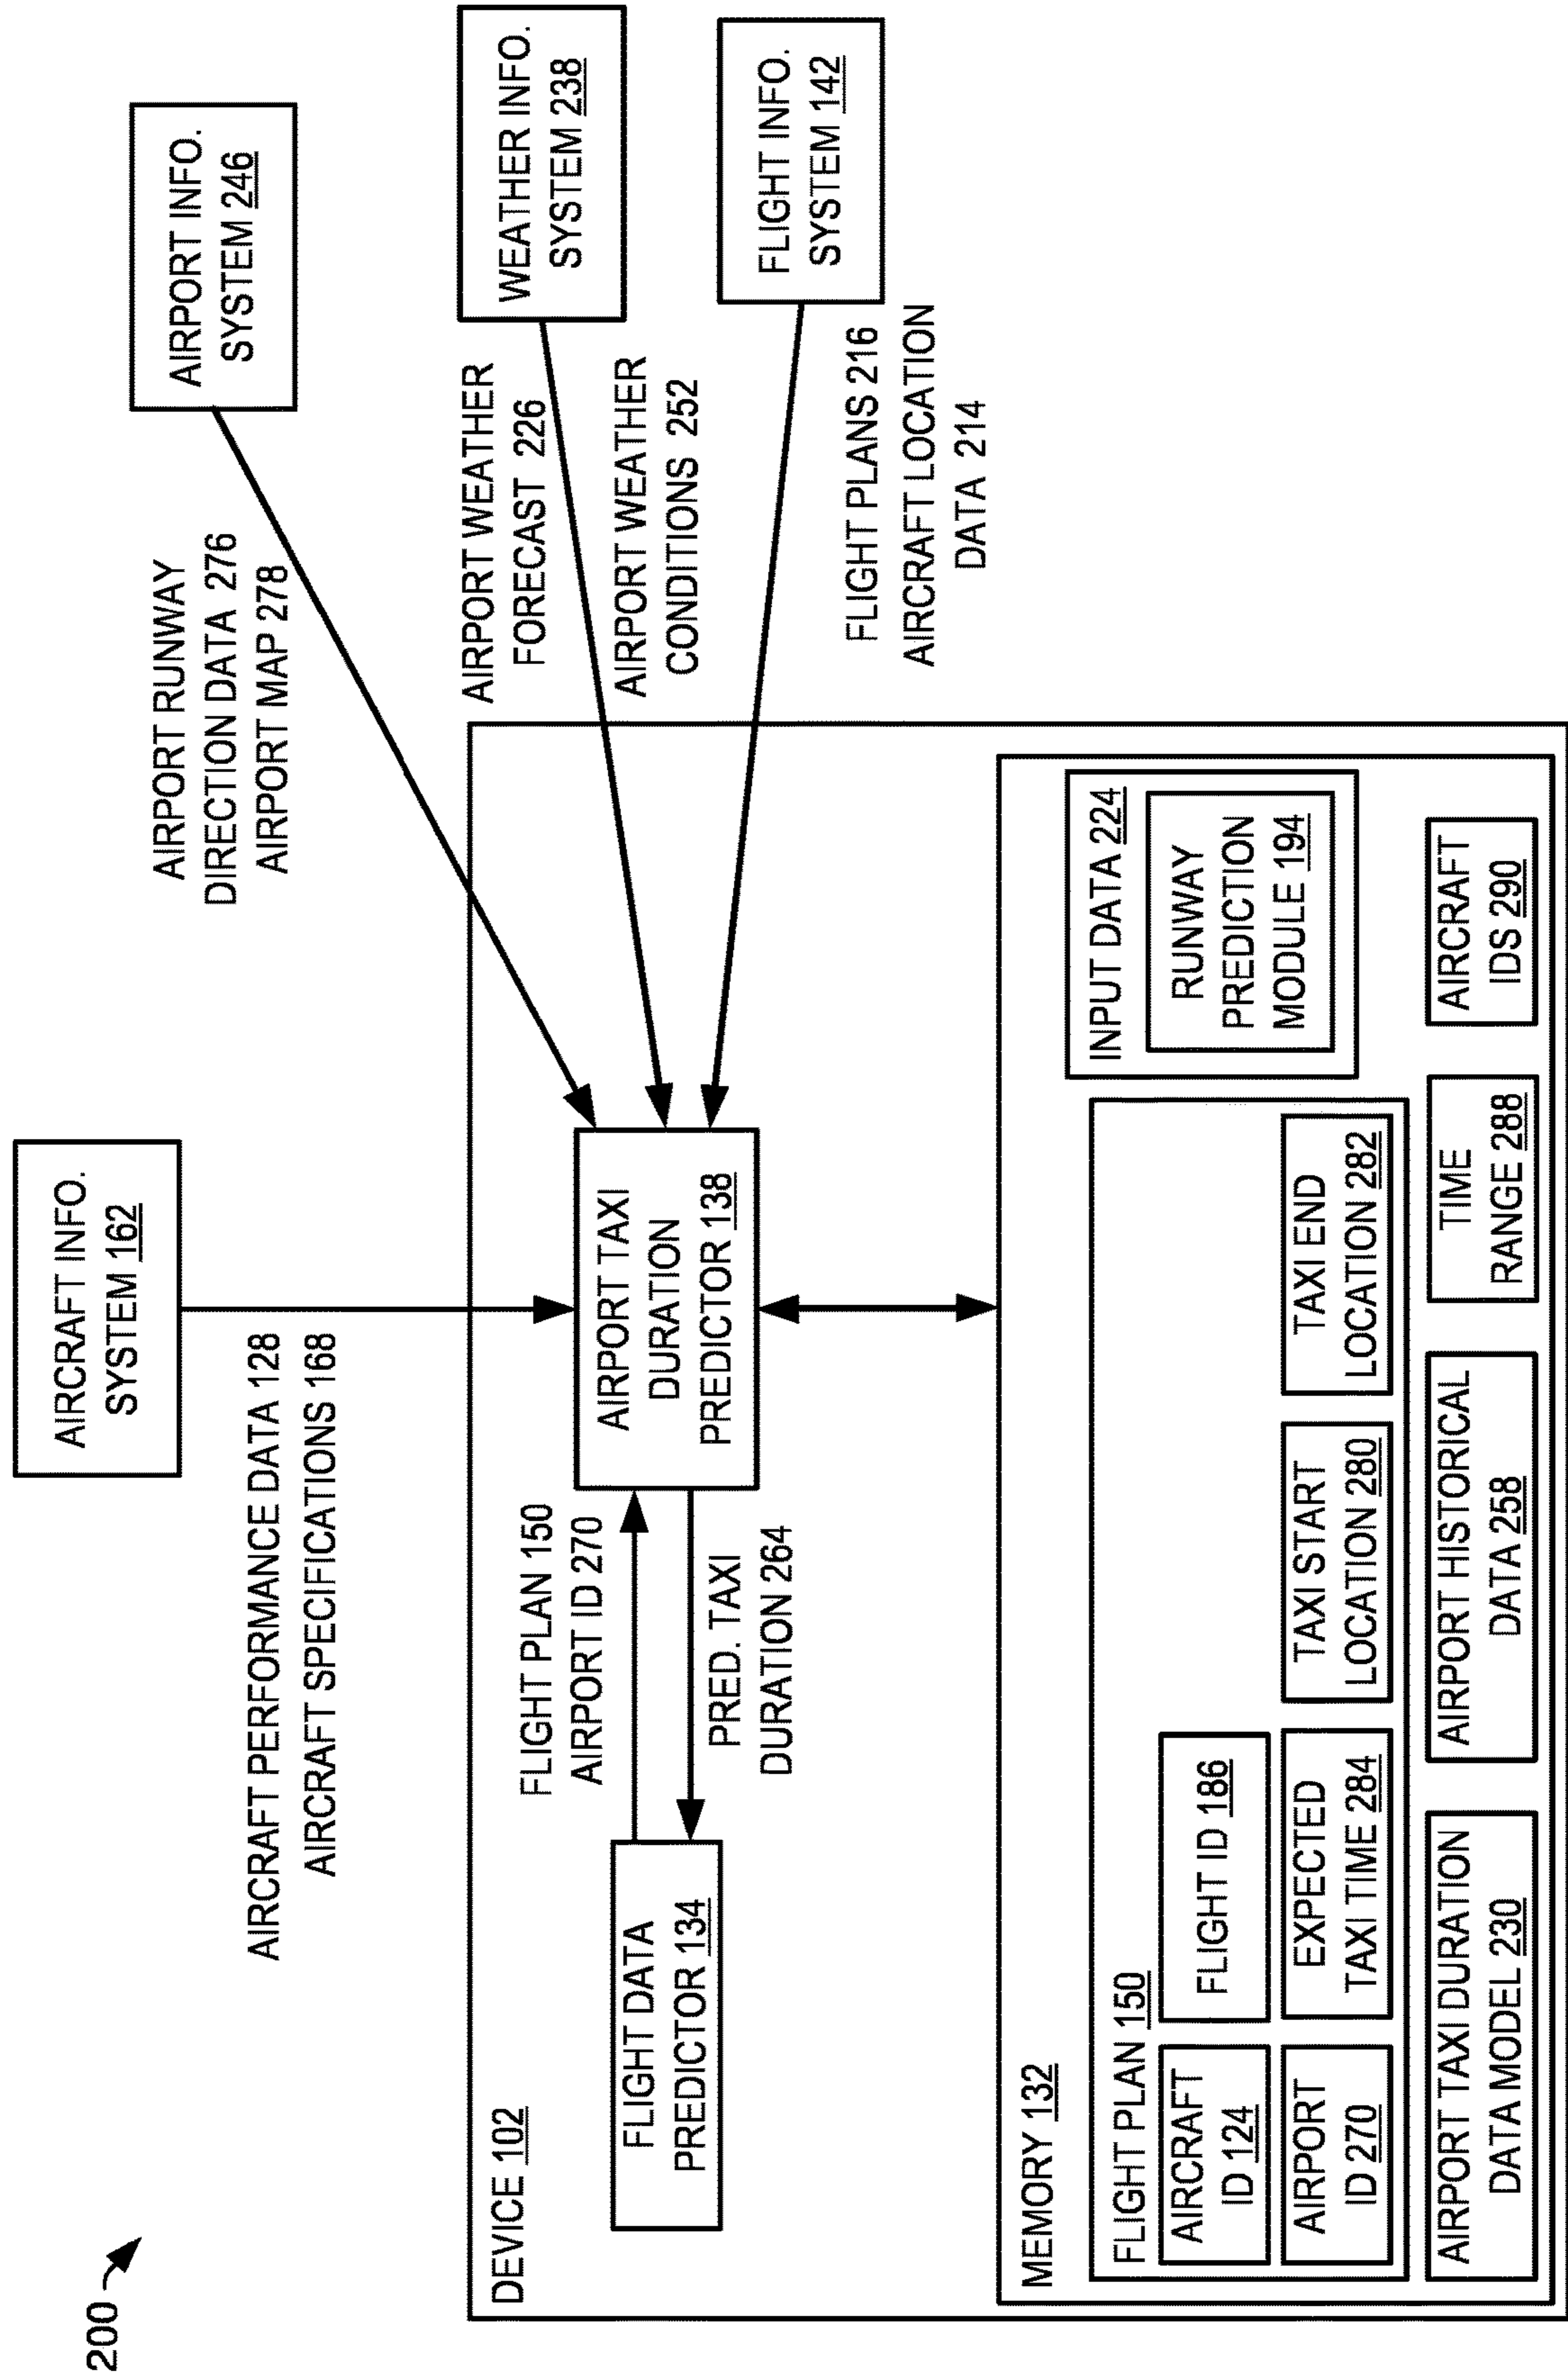 200
AIRCRAFT INFO.
SYSTEM 162
AIRPORT INFO.
SYSTEM 246
AIRCRAFT PERFORMANCE DATA 128
AIRCRAFT SPECIFICATIONS 168
AIRPORT RUNWAY
DIRECTION DATA 276
AIRPORT MAP 278
WEATHER INFO.
SYSTEM 238
AIRPORT WEATHER
FORECAST 226
AIRPORT WEATHER
CONDITIONS 252
FLIGHT INFO.
SYSTEM 142
FLIGHT PLANS 216
AIRCRAFT LOCATION
DATA 214
DEVICE 102
FLIGHT DATA
PREDICTOR 134
FLIGHT PLAN 150
AIRPORT ID 270
PRED. TAXI
DURATION 264
AIRPORT TAXI
DURATION
PREDICTOR 138
MEMORY 132
FLIGHT PLAN 150
AIRCRAFT
ID 124
FLIGHT ID 186
AIRPORT
ID 270
EXPECTED
TAXI TIME 284
TAXI START
LOCATION 280
TAXI END
LOCATION 282
INPUT DATA 224
RUNWAY
PREDICTION
MODULE 194
AIRPORT TAXI DURATION
DATA MODEL 230
AIRPORT HISTORICAL
DATA 258
TIME
RANGE 288
AIRCRAFT
IDS 290